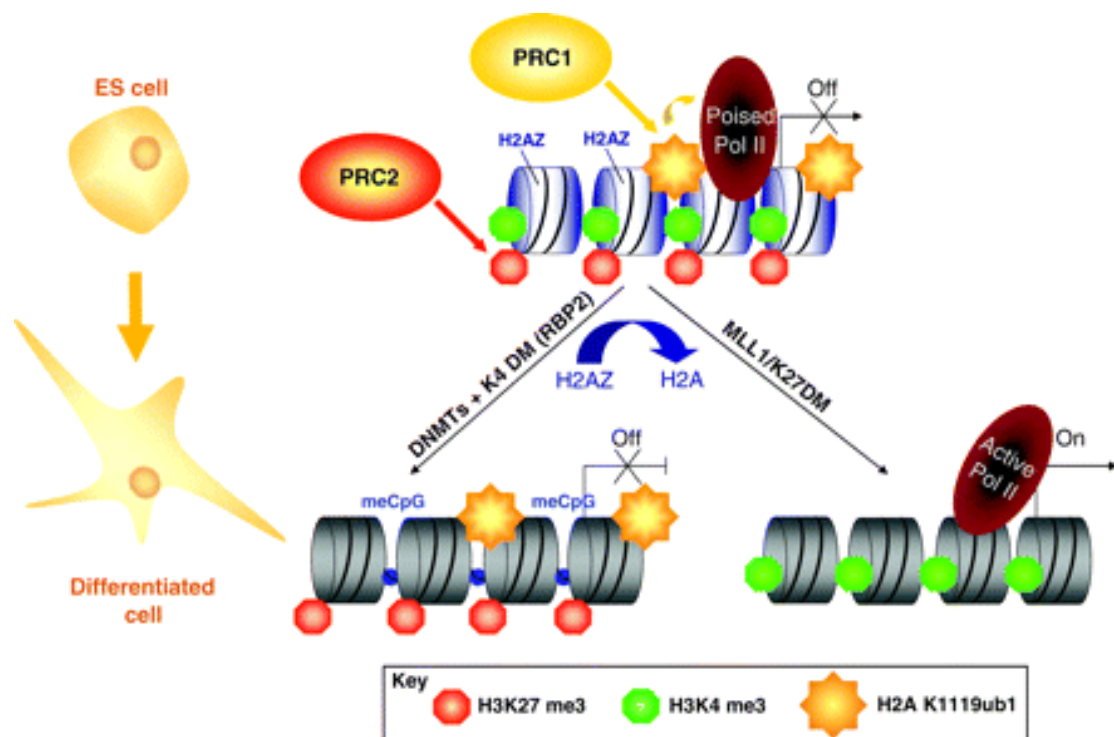 ES cell
PRC1
Off
Poised
Pol II
H2AZ
H2AZ
PRC2
DNMTs + K4 DM (RBP2)
H2AZ
H2A
MLL1/K27DM
Off
Active
Pol II
On
meCpG
meCpG
Differentiated
cell
Key
H3K27 me3
H3K4 me3
H2A K1119ub1